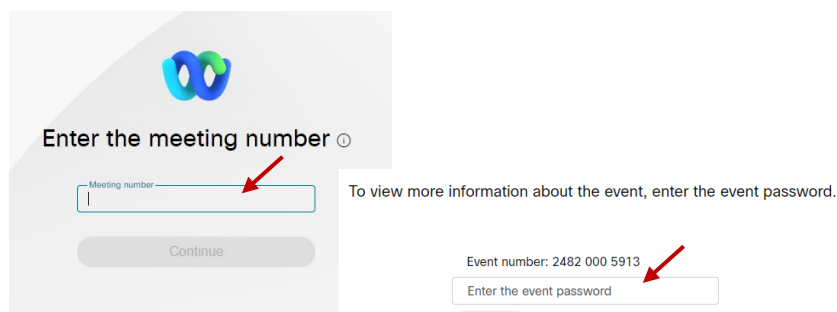 Enter the meeting number
Meeting number
Continue
To view more information about the event, enter the event password.
Event number: 2482 000 5913
Enter the event password